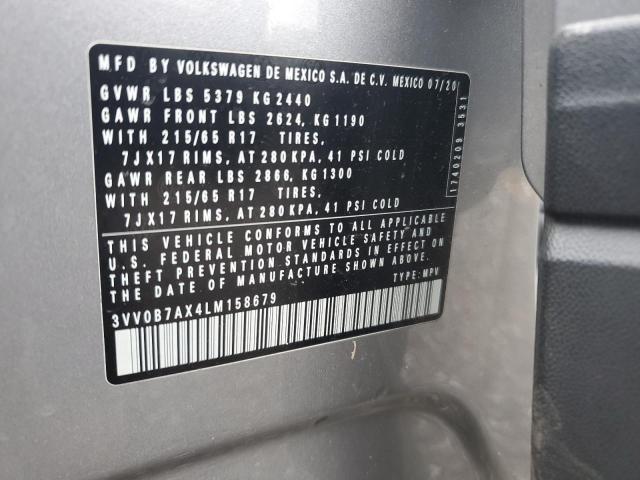 MFD BY VOLKSWAGEN DE MEXICO S.A. DE C.V. MEXICO 07/20
GVWR LBS 5379 KG 2440
GAWR FRONT LBS 2624, KG 1190
WITH 215/65 R17 TIRES,
7JX17 RIMS, AT 280 KPA, 41 PSI COLD
GAWR REAR LBS 2866, KG 1300
WITH 215/65 R17 TIRES,
7JX17 RIMS, AT 280 KPA, 41 PSI COLD
THIS VEHICLE CONFORMS TO ALL APPLICABLE
U.S. FEDERAL MOTOR VEHICLE SAFETY AND
THEFT PREVENTION STANDARDS IN EFFECT ON
THE DATE OF MANUFACTURE SHOWN ABOVE.
TYPE: MPV
3VV0B7AX4LM158679
1740209 3531